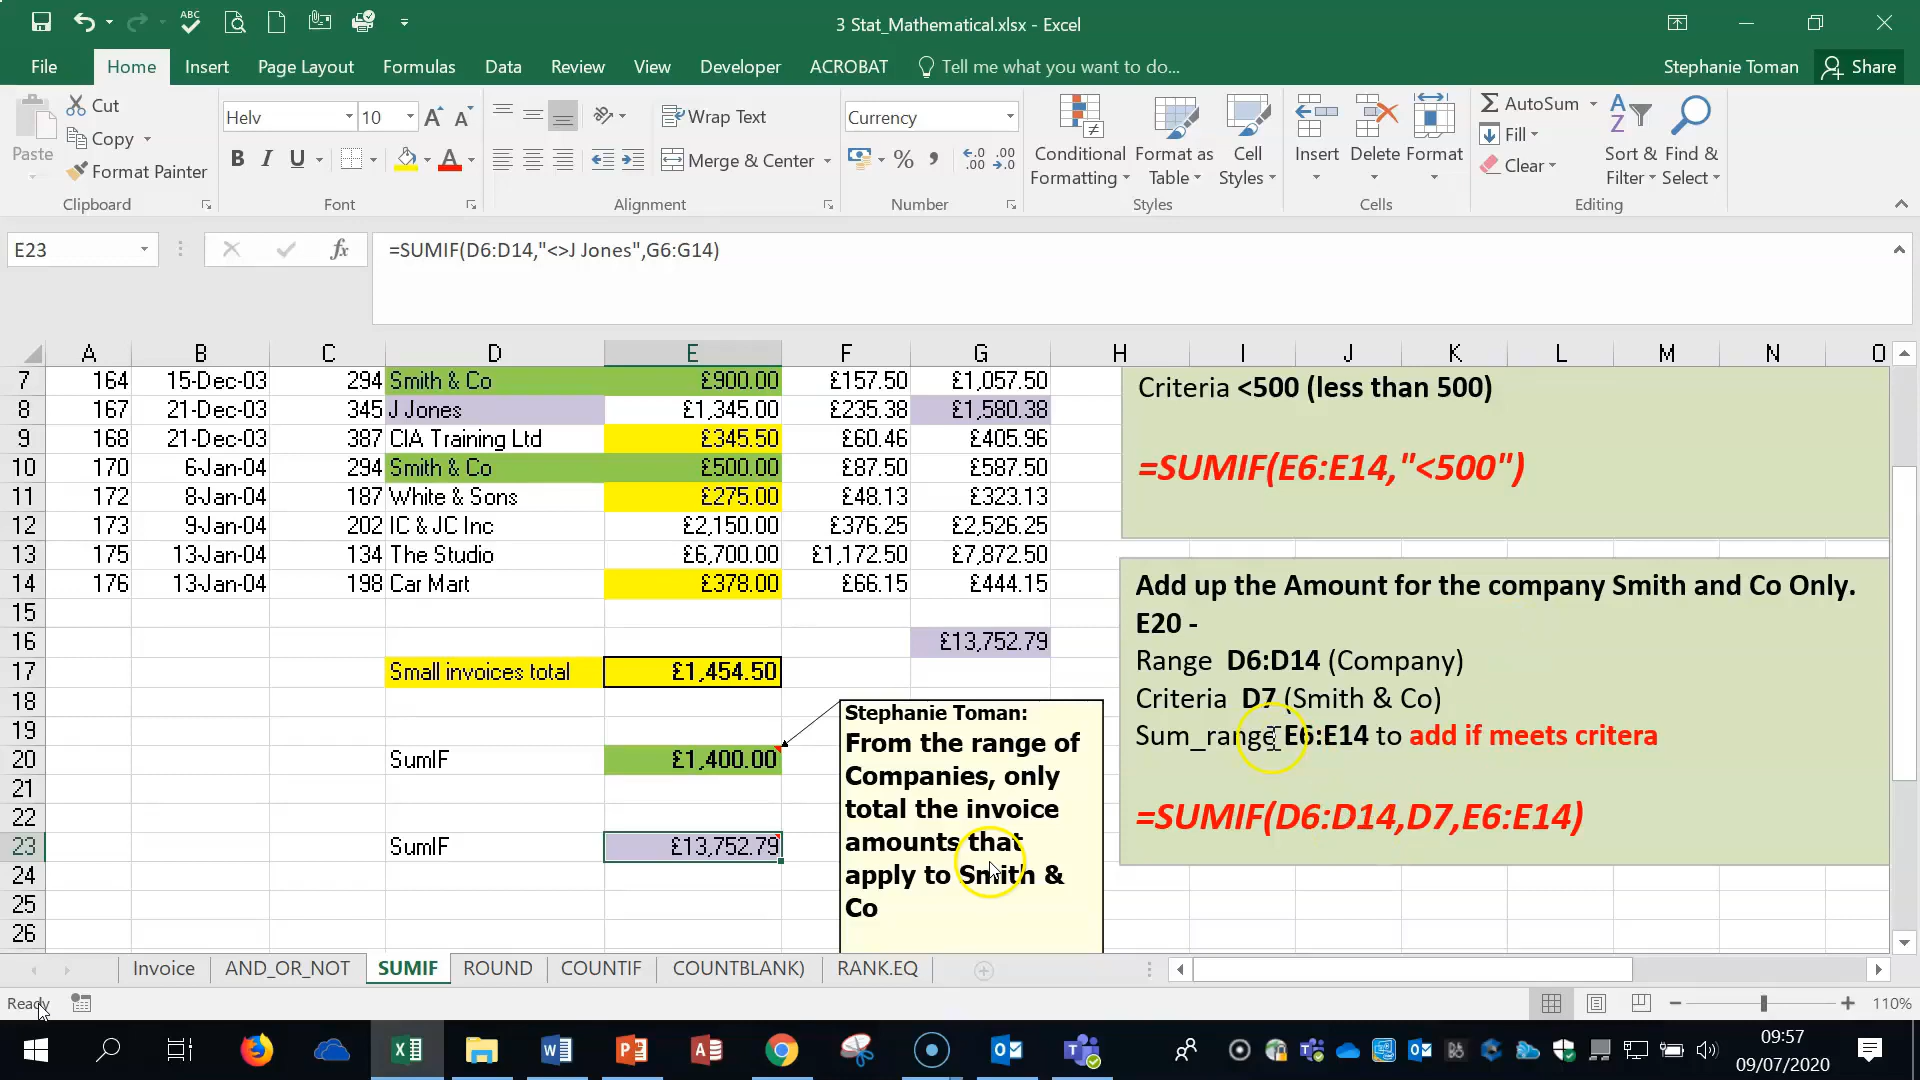 3 Stat_Mathematical.xlsx - Excel
File Home Insert Page Layout Formulas Data Review View Developer ACROBAT Tell me what you want to do... Stephanie Toman Share
Paste
Cut
Copy
Format Painter
Clipboard
Helv 10
B I U
Font
Wrap Text
Merge & Center
Alignment
Currency
Number
Conditional Formatting
Format as Table
Cell Styles
Styles
Insert Delete Format
Cells
AutoSum
Fill
Clear
Sort & Filter
Find & Select
Editing
E23 fx =SUMIF(D6:D14,"<>J Jones",G6:G14)
A B C D E F G H I J K L M N O
7 164 15-Dec-03 294 Smith & Co £900.00 £157.50 £1,057.50
8 167 21-Dec-03 345 J Jones £1,345.00 £235.38 £1,580.38
9 168 21-Dec-03 387 CIA Training Ltd £345.50 £60.46 £405.96
10 170 6-Jan-04 294 Smith & Co £500.00 £87.50 £587.50
11 172 8-Jan-04 187 White & Sons £275.00 £48.13 £323.13
12 173 9-Jan-04 202 IC & JC Inc £2,150.00 £376.25 £2,526.25
13 175 13-Jan-04 134 The Studio £6,700.00 £1,172.50 £7,872.50
14 176 13-Jan-04 198 Car Mart £378.00 £66.15 £444.15
15
16 £13,752.79
17 Small invoices total £1,454.50
18
19
20 SumIF £1,400.00
21
22
23 SumIF £13,752.79
24
25
26
Stephanie Toman:
From the range of
Companies, only
total the invoice
amounts that
apply to Smith &
Co
Criteria <500 (less than 500)
=SUMIF(E6:E14,"<500")
Add up the Amount for the company Smith and Co Only.
E20 -
Range D6:D14 (Company)
Criteria D7 (Smith & Co)
Sum_range E6:E14 to add if meets critera
=SUMIF(D6:D14,D7,E6:E14)
Invoice AND_OR_NOT SUMIF ROUND COUNTIF COUNTBLANK) RANK.EQ
Ready 110%
09:57
09/07/2020